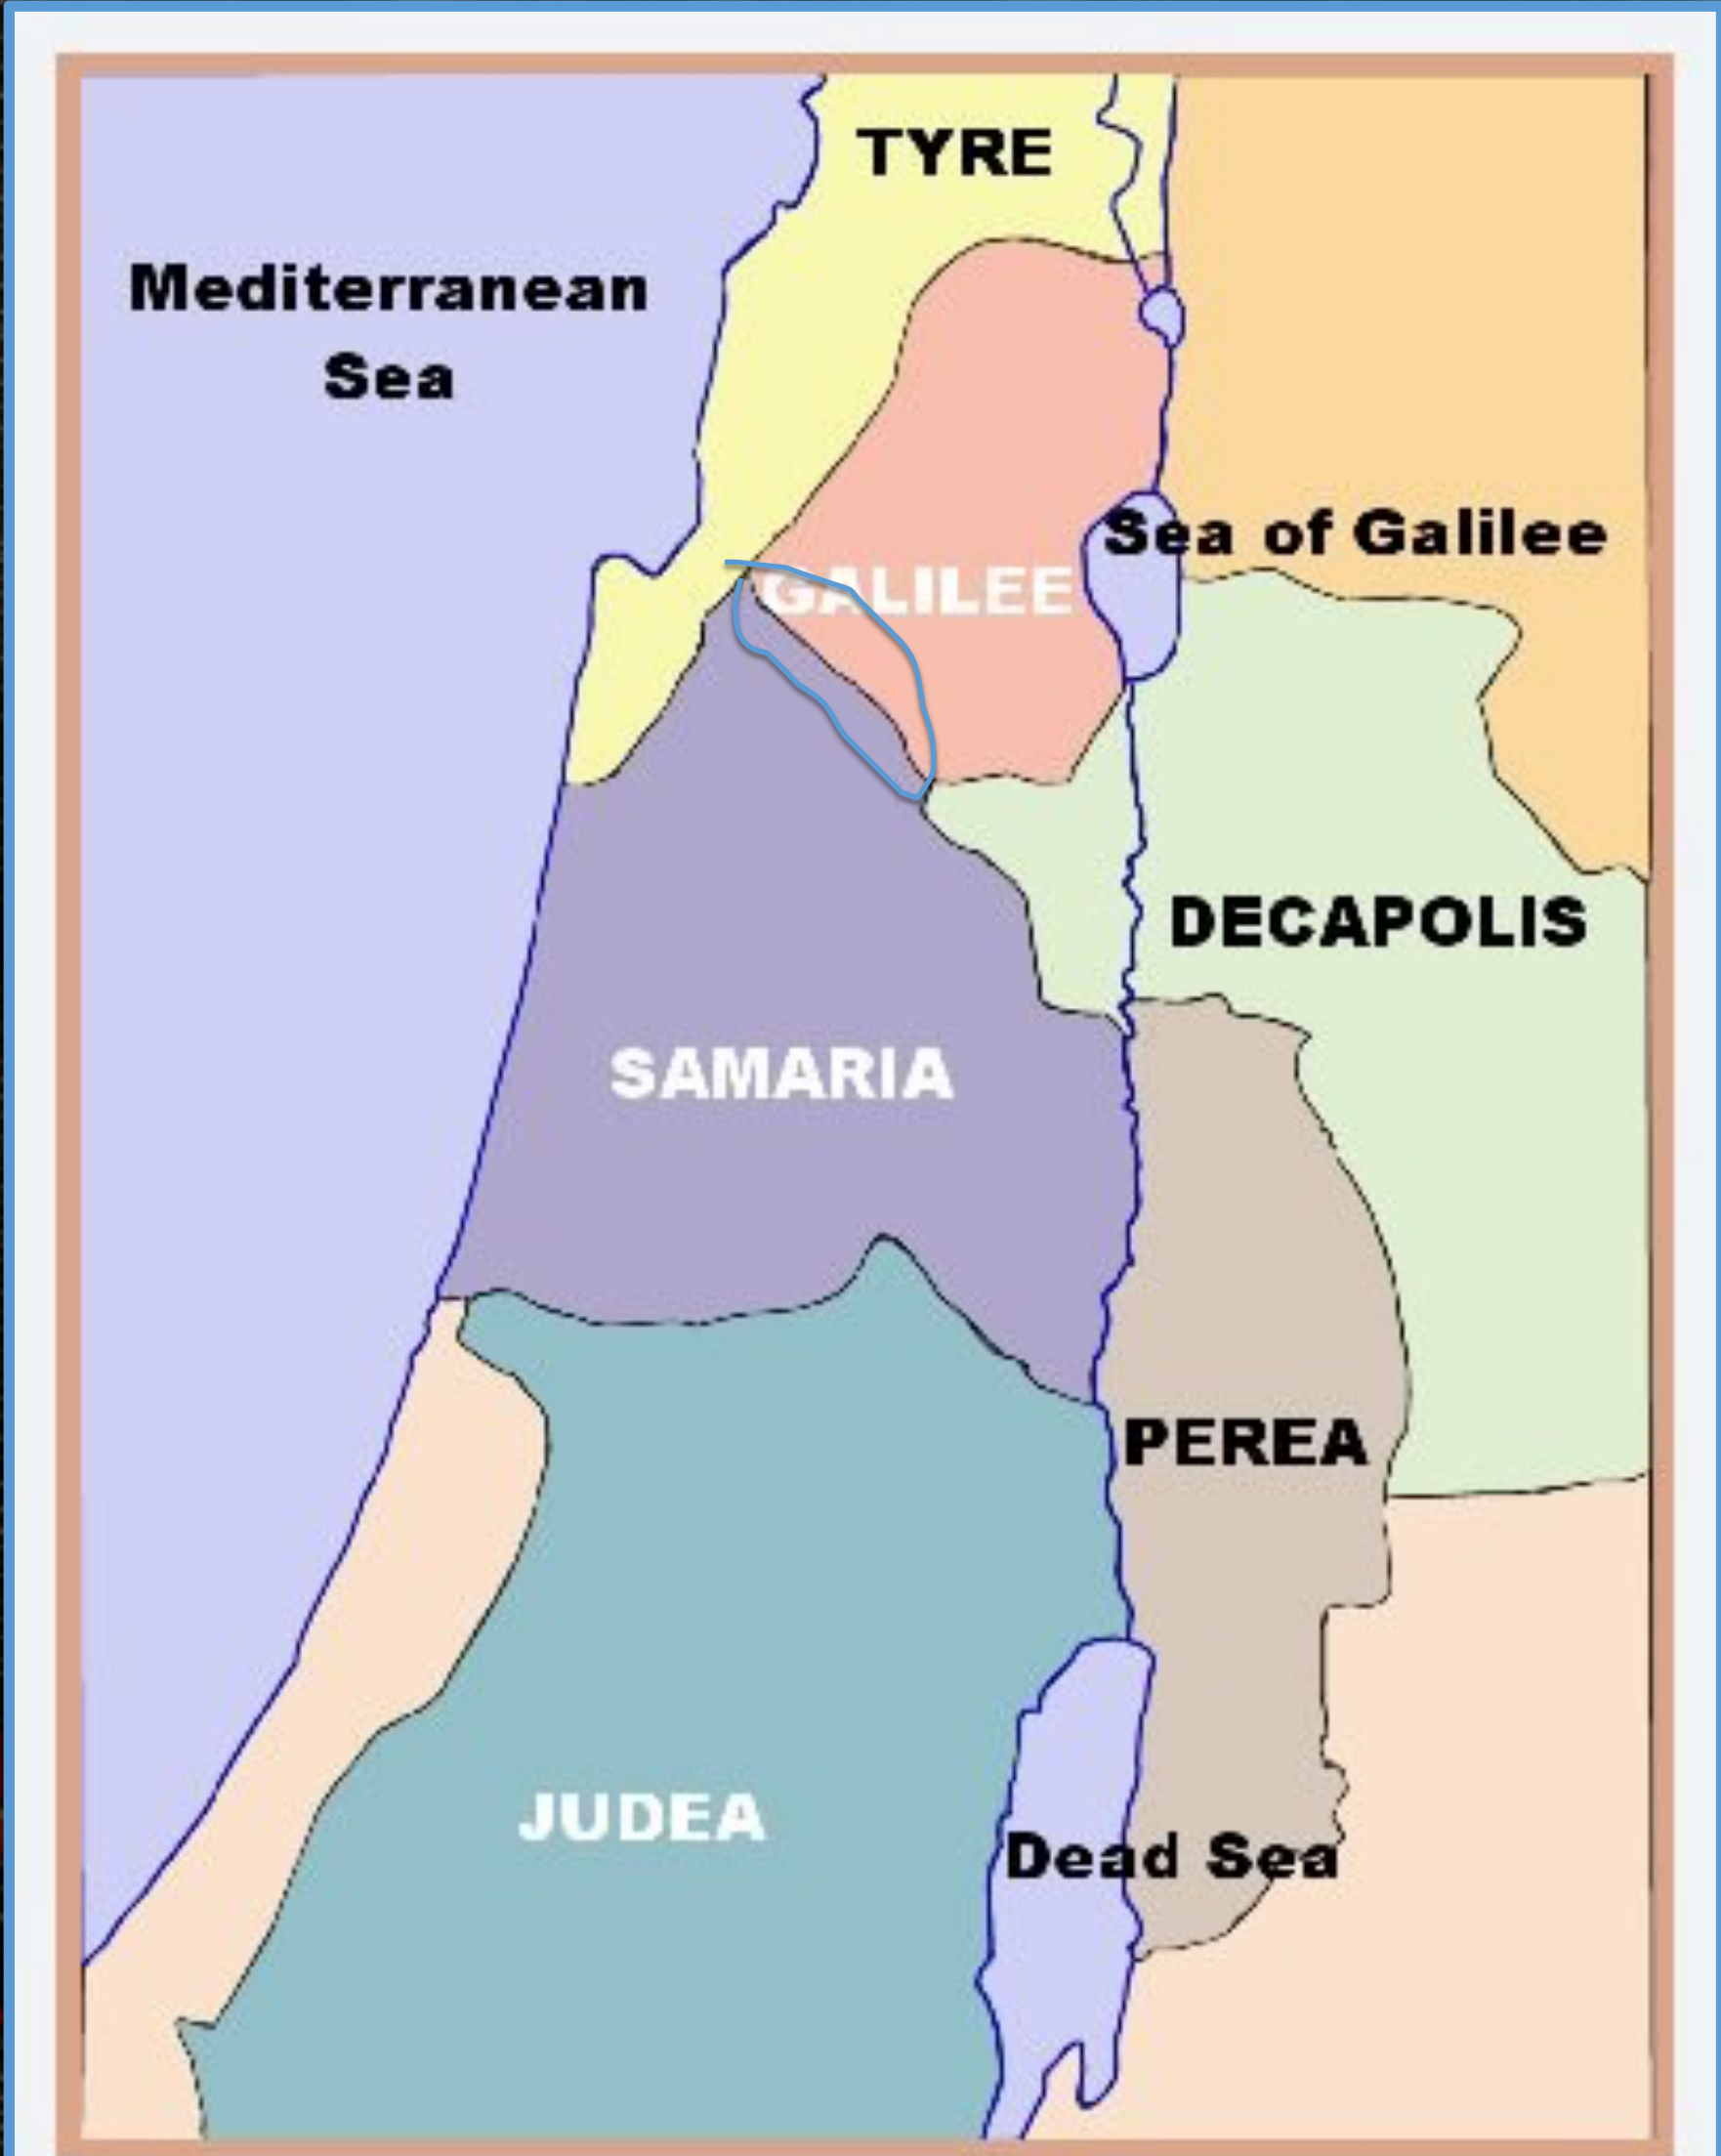 TYRE
Mediterranean
Sea
Sea of Galilee
GALILEE
DECAPOLIS
SAMARIA
PEREA
JUDEA
Dead Sea